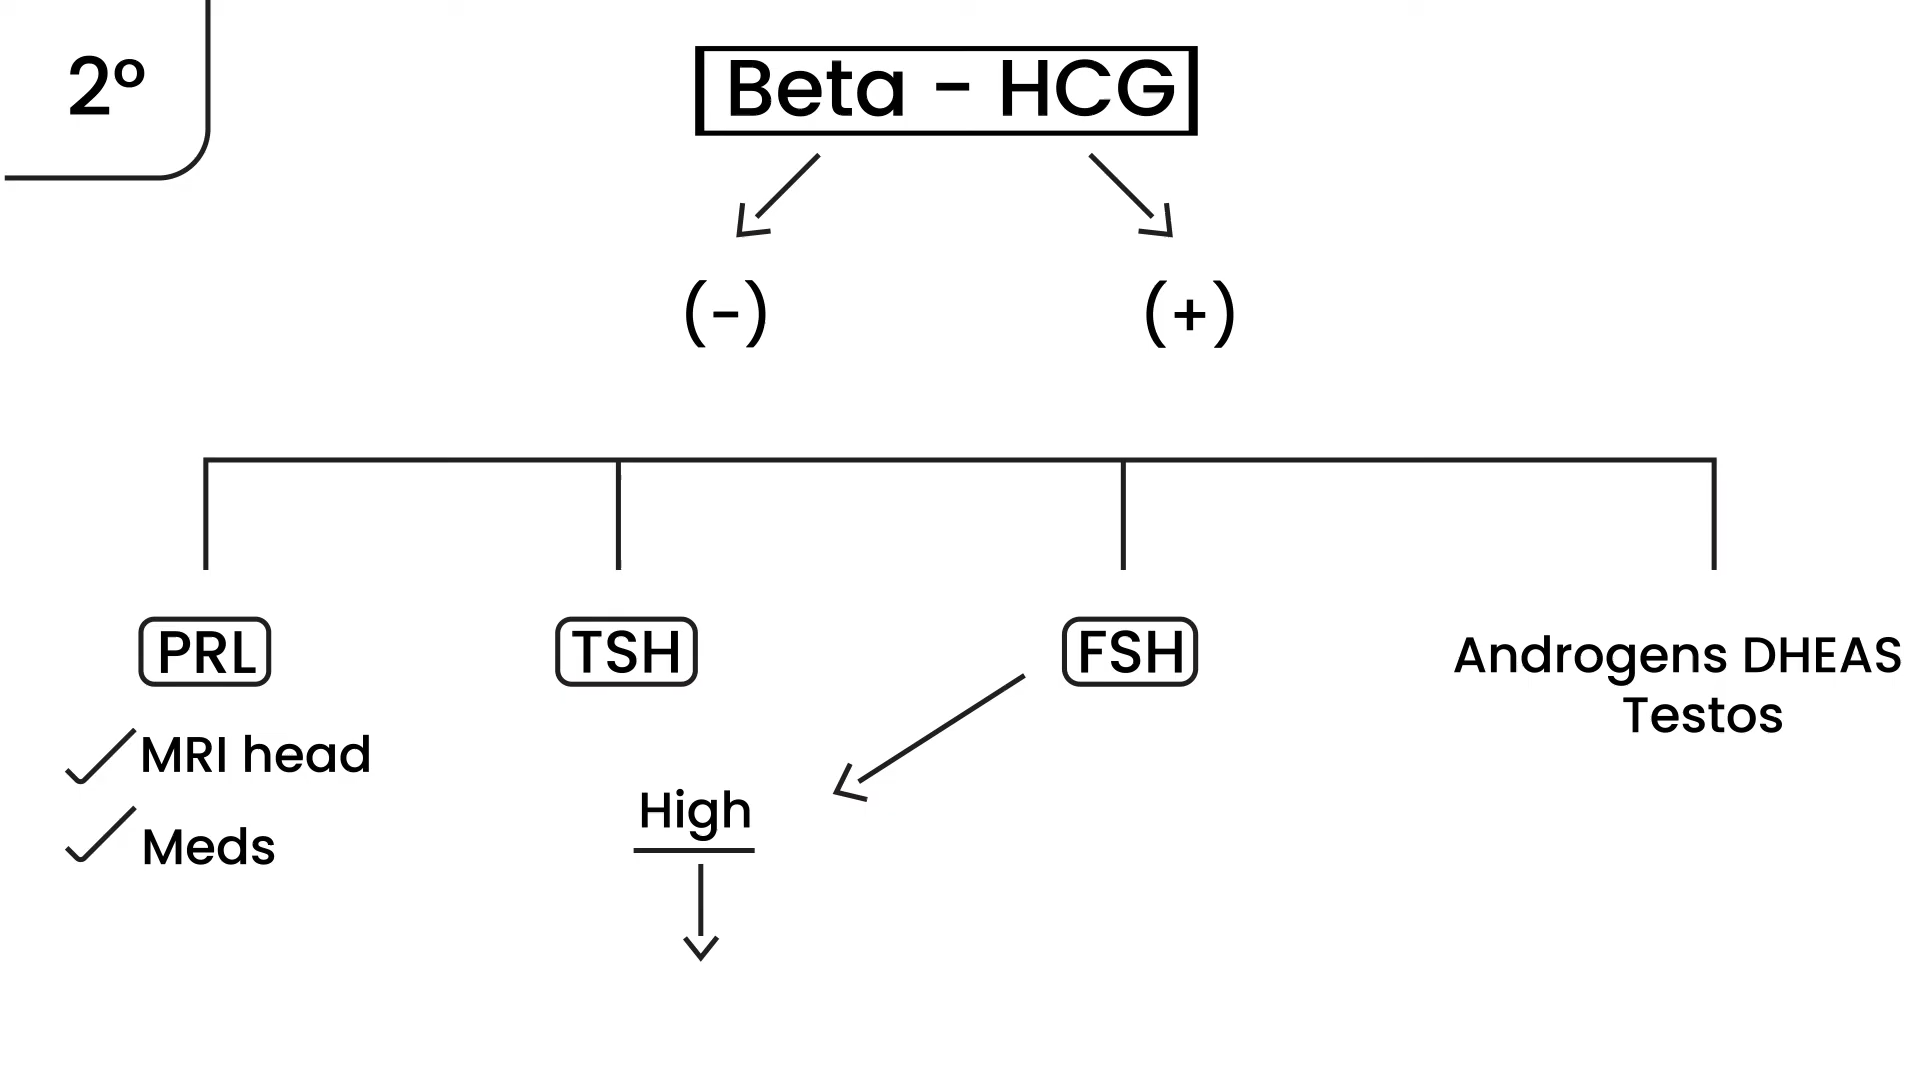 2º
Beta - HCG
(-)
(+)
PRL
TSH
FSH
Androgens DHEAS
Testos
MRI head
Meds
High